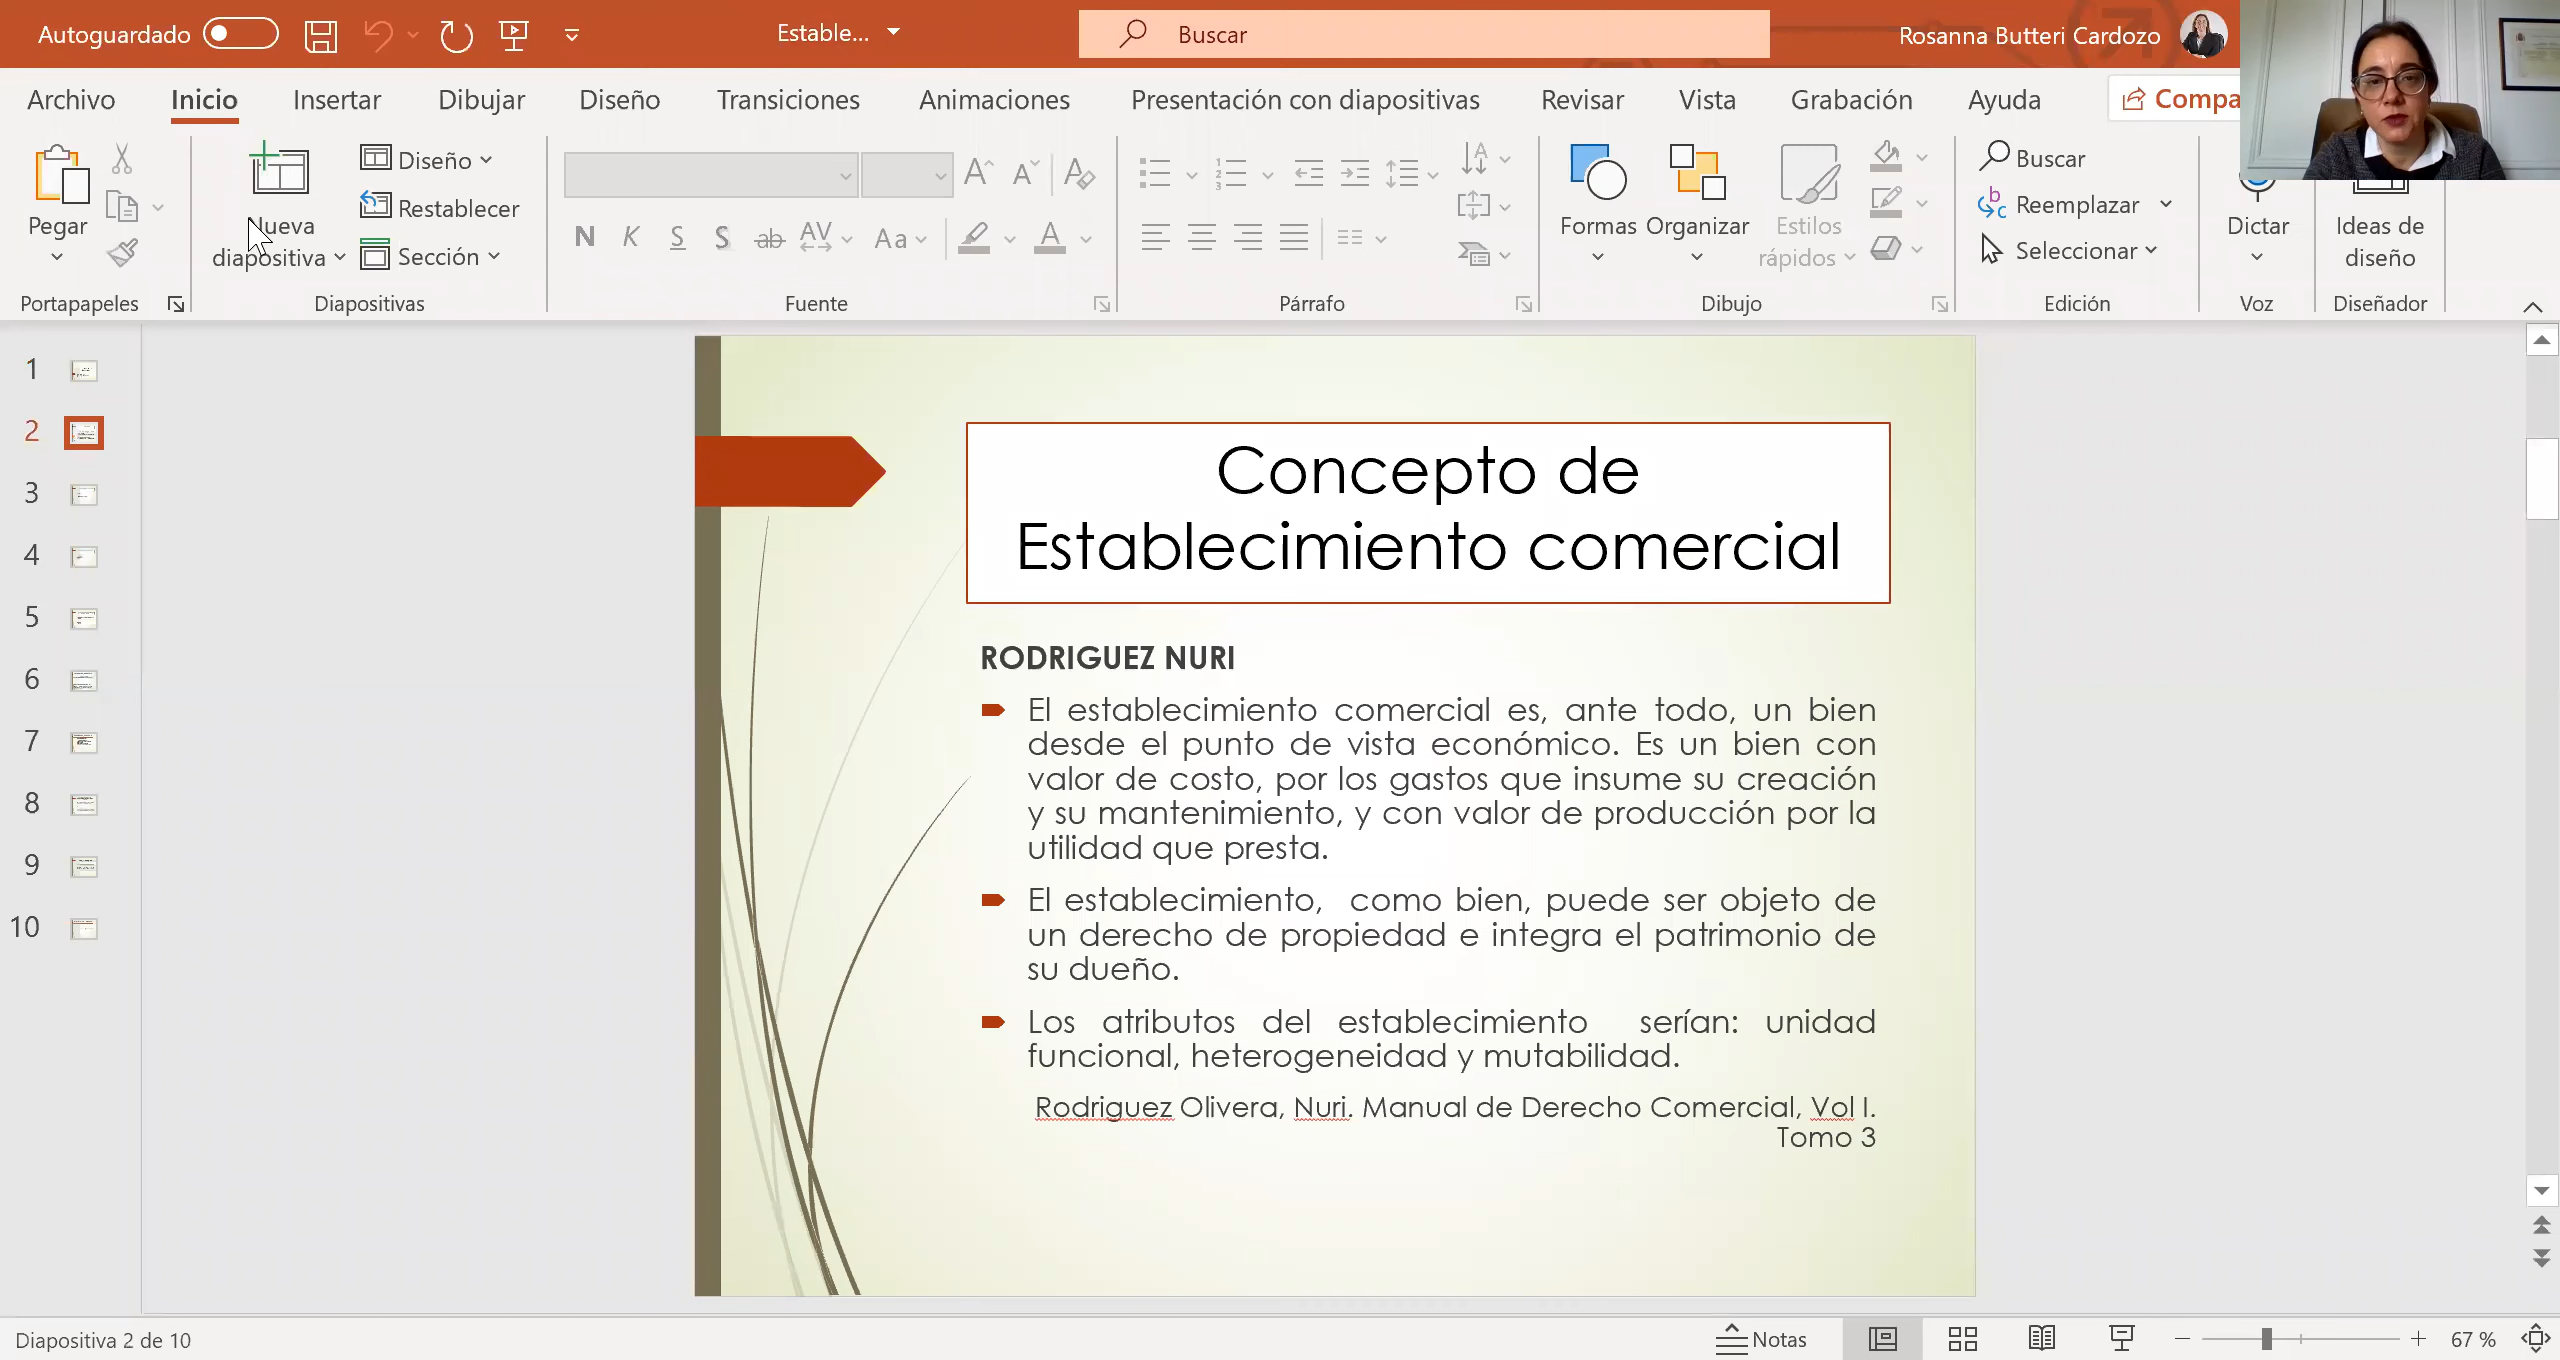 Autoguardado
Estable...
Buscar
Rosanna Butteri Cardozo
Archivo
Inicio
Insertar
Dibujar
Diseño
Transiciones
Animaciones
Presentación con diapositivas
Revisar
Vista
Grabación
Ayuda
Compa
Pegar
Portapapeles
Nueva
diapositiva
Diseño
Restablecer
Sección
Diapositivas
N K S S ab AV Aa A
Fuente
Párrafo
Formas
Organizar
Estilos
rápidos
Dibujo
Buscar
Reemplazar
Seleccionar
Edición
Dictar
Voz
Ideas de
diseño
Diseñador
1
2
3
4
5
6
7
8
9
10
Concepto de
Establecimiento comercial
RODRIGUEZ NURI
El establecimiento comercial es, ante todo, un bien
desde el punto de vista económico. Es un bien con
valor de costo, por los gastos que insume su creación
y su mantenimiento, y con valor de producción por la
utilidad que presta.
El establecimiento, como bien, puede ser objeto de
un derecho de propiedad e integra el patrimonio de
su dueño.
Los atributos del establecimiento serían: unidad
funcional, heterogeneidad y mutabilidad.
Rodriguez Olivera, Nuri. Manual de Derecho Comercial, Vol I.
Tomo 3
Diapositiva 2 de 10
Notas
67 %